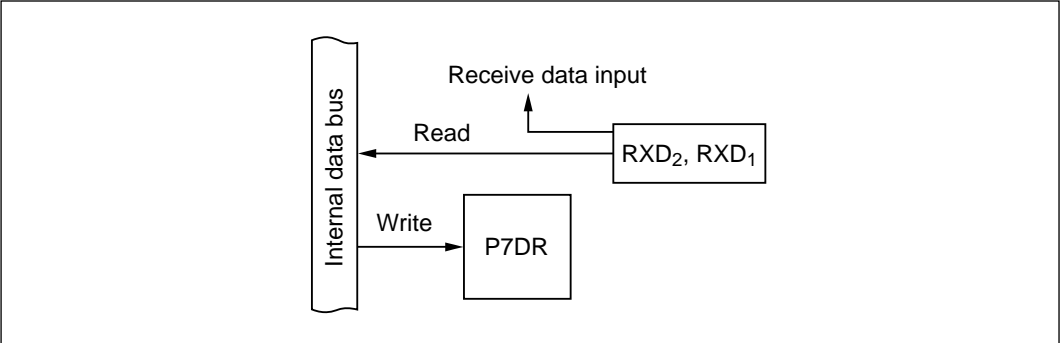 Internal data bus
Receive data input
Read
RXD2, RXD1
Write
P7DR